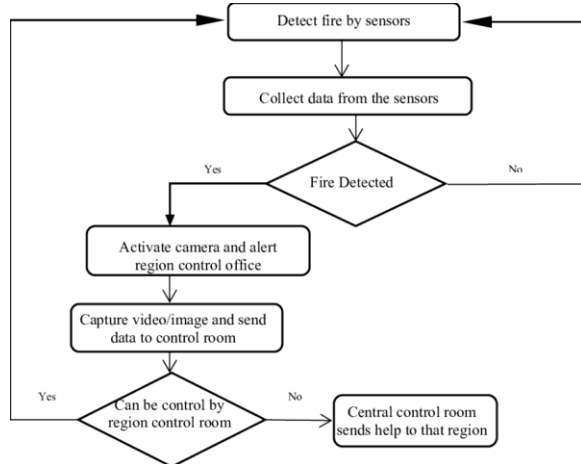 Detect fire by sensors
Collect data from the sensors
Yes
No
Fire Detected
Activate camera and alert
region control office
Capture video/image and send
data to control room
Yes
Can be control by
region control room
No
Central control room
sends help to that region